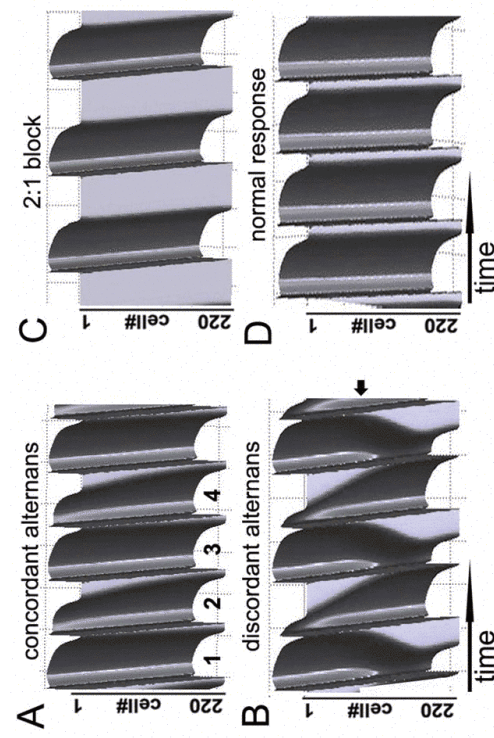 A
concordant alternans
1
cell#
220
1 2 3 4
B
discordant alternans
1
cell#
220
time
C
2:1 block
1
cell#
220
D
normal response
1
cell#
220
time